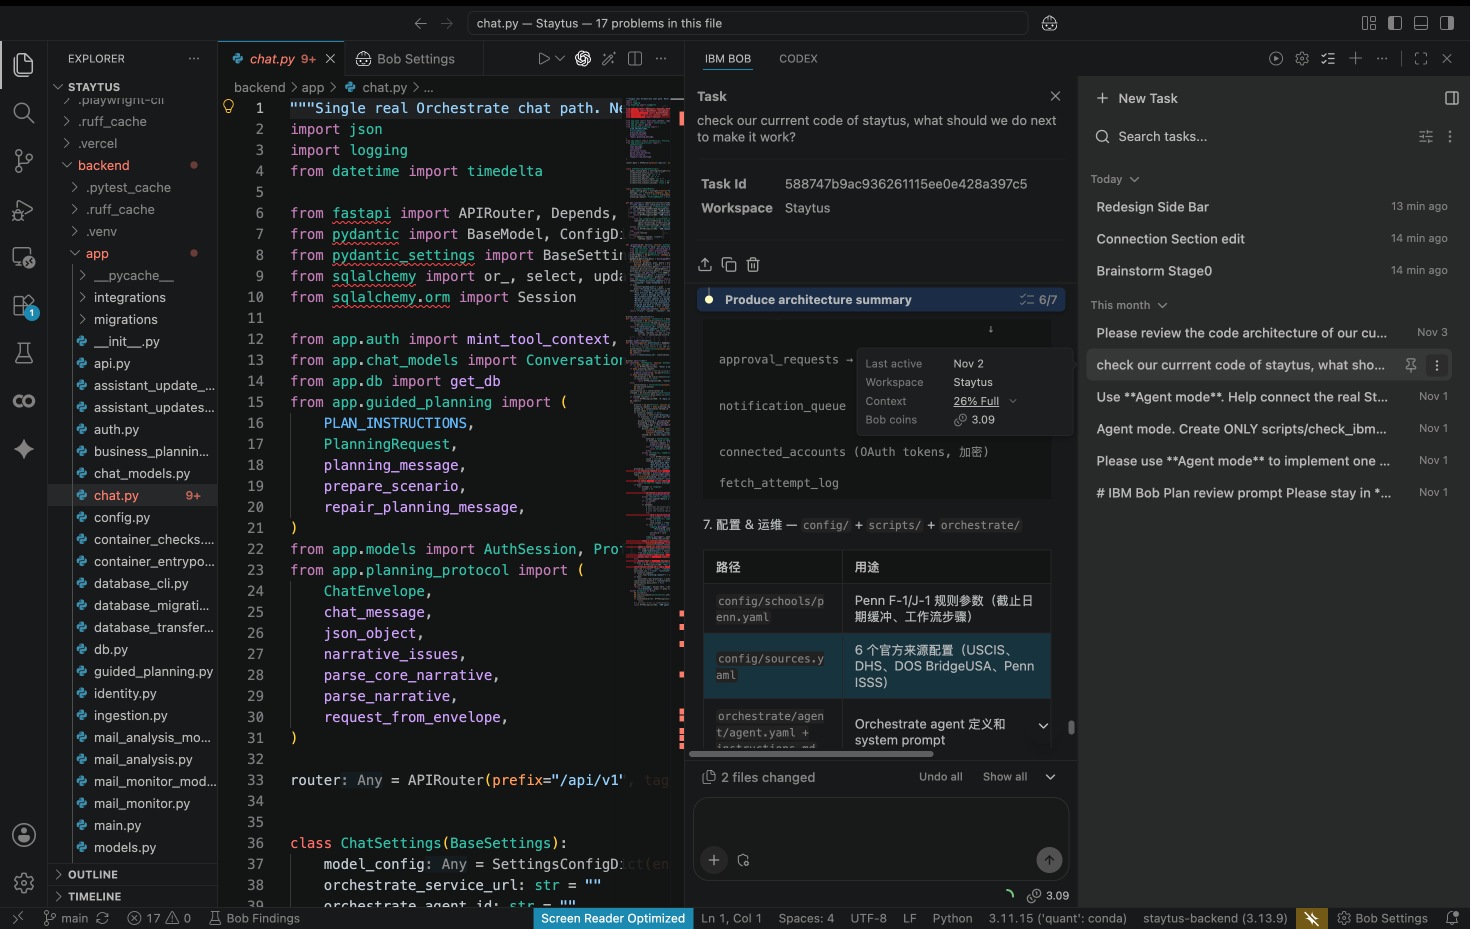 chat.py — Staytus — 17 problems in this file
EXPLORER
STAYTUS
.playwright-cli
.ruff_cache
.vercel
backend
.pytest_cache
.ruff_cache
.venv
app
__pycache__
integrations
migrations
__init__.py
api.py
assistant_update_...
assistant_updates...
auth.py
business_plannin...
chat_models.py
chat.py 9+
config.py
container_checks....
container_entrypo...
database_cli.py
database_migrati...
database_transfer...
db.py
guided_planning.py
identity.py
ingestion.py
mail_analysis_mo...
mail_analysis.py
mail_monitor_mod...
mail_monitor.py
main.py
models.py
OUTLINE
TIMELINE
1
chat.py 9+
Bob Settings
backend > app > chat.py > ...
1 """Single real Orchestrate chat path. Ne
2 import json
3 import logging
4 from datetime import timedelta
5
6 from fastapi import APIRouter, Depends,
7 from pydantic import BaseModel, ConfigDi
8 from pydantic_settings import BaseSettin
9 from sqlalchemy import or_, select, upda
10 from sqlalchemy.orm import Session
11
12 from app.auth import mint_tool_context,
13 from app.chat_models import Conversation
14 from app.db import get_db
15 from app.guided_planning import (
16 PLAN_INSTRUCTIONS,
17 PlanningRequest,
18 planning_message,
19 prepare_scenario,
20 repair_planning_message,
21 )
22 from app.models import AuthSession, Pro
23 from app.planning_protocol import (
24 ChatEnvelope,
25 chat_message,
26 json_object,
27 narrative_issues,
28 parse_core_narrative,
29 parse_narrative,
30 request_from_envelope,
31 )
32
33 router: Any = APIRouter(prefix="/api/v1", tag
34
35
36 class ChatSettings(BaseSettings):
37 model_config: Any = SettingsConfigDict(en
38 orchestrate_service_url: str = ""
39 orchestrate_agent_id: str = ""
IBM BOB
CODEX
Task
check our currrent code of staytus, what should we do next
to make it work?
Task Id 588747b9ac936261115ee0e428a397c5
Workspace Staytus
Produce architecture summary 6/7
↓
approval_requests →
notification_queue
connected_accounts (OAuth tokens, 加密)
fetch_attempt_log
Last active Nov 2
Workspace Staytus
Context 26% Full
Bob coins 3.09
7. 配置 & 运维 — config/ + scripts/ + orchestrate/
路径 用途
config/schools/p
enn.yaml
Penn F-1/J-1 规则参数（截止日
期缓冲、工作流步骤）
config/sources.y
aml
6 个官方来源配置（USCIS、
DHS、DOS BridgeUSA、Penn
ISSS）
orchestrate/agen
t/agent.yaml +
instructions.md
Orchestrate agent 定义和
system prompt
2 files changed
Undo all
Show all
3.09
New Task
Search tasks...
Today
Redesign Side Bar 13 min ago
Connection Section edit 14 min ago
Brainstorm Stage0 14 min ago
This month
Please review the code architecture of our cu... Nov 3
check our currrent code of staytus, what sho...
Use **Agent mode**. Help connect the real St... Nov 1
Agent mode. Create ONLY scripts/check_ibm... Nov 1
Please use **Agent mode** to implement one ... Nov 1
# IBM Bob Plan review prompt Please stay in *... Nov 1
main
17 0
Bob Findings
Screen Reader Optimized
Ln 1, Col 1
Spaces: 4
UTF-8
LF
Python
3.11.15 ('quant': conda)
staytus-backend (3.13.9)
Bob Settings